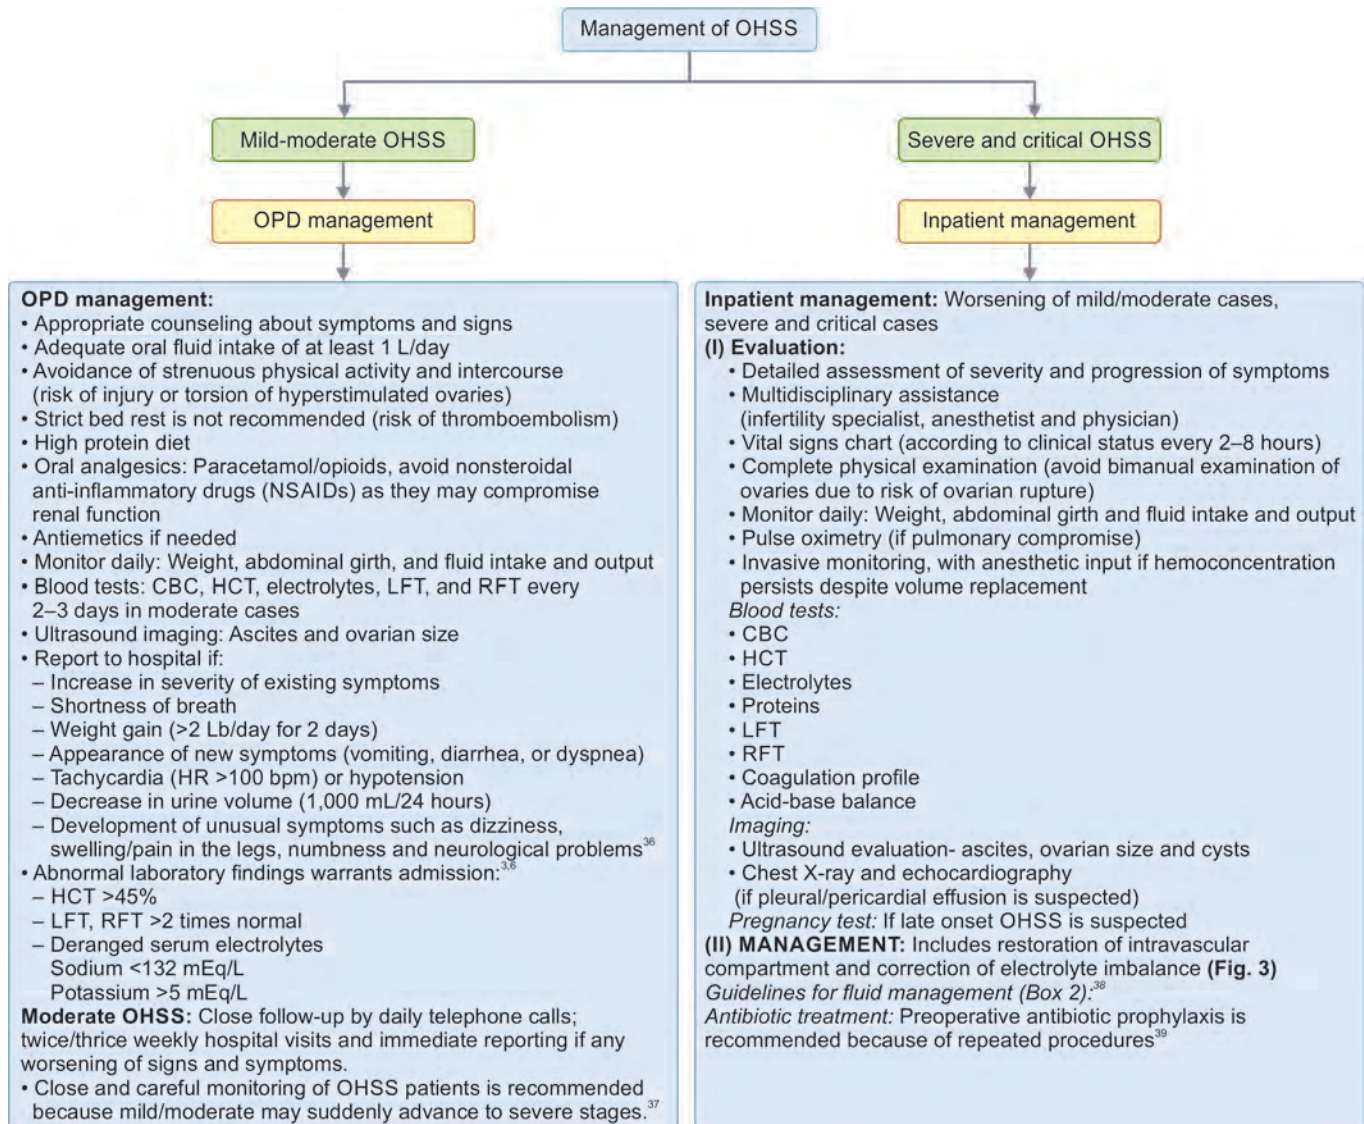 Management of OHSS
Mild-moderate OHSS
Severe and critical OHSS
OPD management
Inpatient management
OPD management:
• Appropriate counseling about symptoms and signs
• Adequate oral fluid intake of at least 1 L/day
• Avoidance of strenuous physical activity and intercourse
(risk of injury or torsion of hyperstimulated ovaries)
• Strict bed rest is not recommended (risk of thromboembolism)
• High protein diet
• Oral analgesics: Paracetamol/opioids, avoid nonsteroidal
anti-inflammatory drugs (NSAIDs) as they may compromise
renal function
• Antiemetics if needed
• Monitor daily: Weight, abdominal girth, and fluid intake and output
• Blood tests: CBC, HCT, electrolytes, LFT, and RFT every
2–3 days in moderate cases
• Ultrasound imaging: Ascites and ovarian size
• Report to hospital if:
– Increase in severity of existing symptoms
– Shortness of breath
– Weight gain (>2 Lb/day for 2 days)
– Appearance of new symptoms (vomiting, diarrhea, or dyspnea)
– Tachycardia (HR >100 bpm) or hypotension
– Decrease in urine volume (1,000 mL/24 hours)
– Development of unusual symptoms such as dizziness,
swelling/pain in the legs, numbness and neurological problems36
• Abnormal laboratory findings warrants admission:3,6
– HCT >45%
– LFT, RFT >2 times normal
– Deranged serum electrolytes
Sodium <132 mEq/L
Potassium >5 mEq/L
Moderate OHSS: Close follow-up by daily telephone calls;
twice/thrice weekly hospital visits and immediate reporting if any
worsening of signs and symptoms.
• Close and careful monitoring of OHSS patients is recommended
because mild/moderate may suddenly advance to severe stages.37
Inpatient management: Worsening of mild/moderate cases,
severe and critical cases
(I) Evaluation:
• Detailed assessment of severity and progression of symptoms
• Multidisciplinary assistance
(infertility specialist, anesthetist and physician)
• Vital signs chart (according to clinical status every 2–8 hours)
• Complete physical examination (avoid bimanual examination of
ovaries due to risk of ovarian rupture)
• Monitor daily: Weight, abdominal girth and fluid intake and output
• Pulse oximetry (if pulmonary compromise)
• Invasive monitoring, with anesthetic input if hemoconcentration
persists despite volume replacement
Blood tests:
• CBC
• HCT
• Electrolytes
• Proteins
• LFT
• RFT
• Coagulation profile
• Acid-base balance
Imaging:
• Ultrasound evaluation- ascites, ovarian size and cysts
• Chest X-ray and echocardiography
(if pleural/pericardial effusion is suspected)
Pregnancy test: If late onset OHSS is suspected
(II) MANAGEMENT: Includes restoration of intravascular
compartment and correction of electrolyte imbalance (Fig. 3)
Guidelines for fluid management (Box 2):38
Antibiotic treatment: Preoperative antibiotic prophylaxis is
recommended because of repeated procedures39